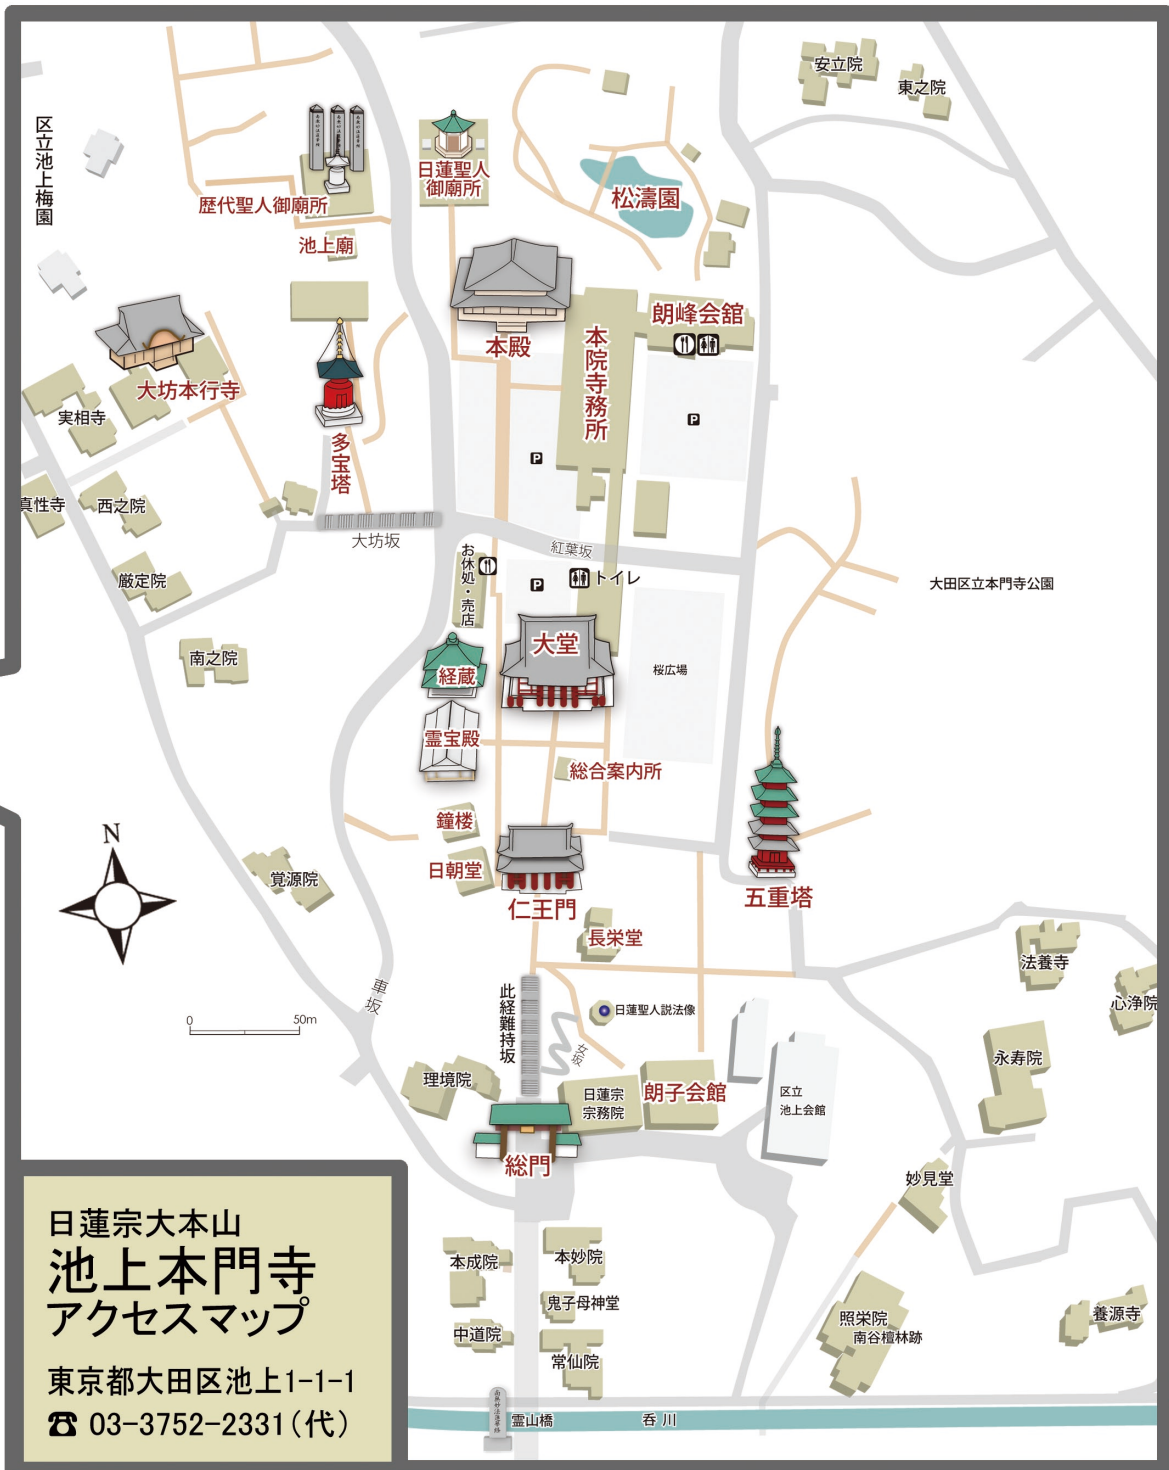 安立院
東之院
区立池上梅園
日蓮聖人
御廟所
歴代聖人御廟所
松濤園
池上廟
朗峰会舘
本殿
本院寺務所
大坊本行寺
実相寺
P
多宝塔
P
真性寺
西之院
大坊坂
紅葉坂
お休処・売店
トイレ
P
厳定院
大田区立本門寺公園
大堂
南之院
経蔵
桜広場
霊宝殿
総合案内所
鐘楼
N
日朝堂
覚源院
仁王門
五重塔
長栄堂
法養寺
車坂
此経難持坂
日蓮聖人説法像
心浄院
0
50m
女坂
永寿院
理境院
日蓮宗
宗務院
朗子会館
区立
池上会館
総門
妙見堂
本成院
本妙院
鬼子母神堂
中道院
常仙院
照栄院
南谷檀林跡
養源寺
霊山橋
呑川
日蓮宗大本山
池上本門寺
アクセスマップ
東京都大田区池上1-1-1
☎ 03-3752-2331(代)